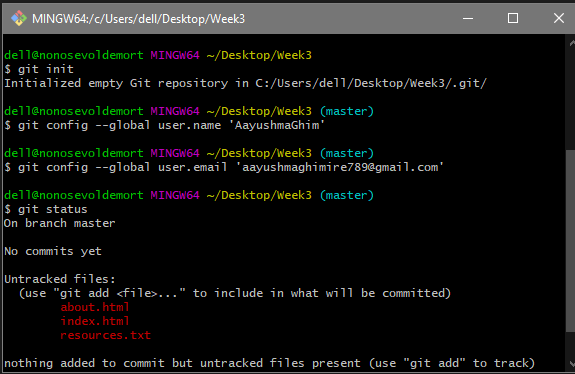 MINGW64:/c/Users/dell/Desktop/Week3
dell@nonosevoldemort MINGW64 ~/Desktop/Week3
$ git init
Initialized empty Git repository in C:/Users/dell/Desktop/Week3/.git/
dell@nonosevoldemort MINGW64 ~/Desktop/Week3 (master)
$ git config --global user.name 'AayushmaGhim'
dell@nonosevoldemort MINGW64 ~/Desktop/Week3 (master)
$ git config --global user.email 'aayushmaghimire789@gmail.com'
dell@nonosevoldemort MINGW64 ~/Desktop/Week3 (master)
$ git status
On branch master
No commits yet
Untracked files:
(use "git add <file>..." to include in what will be committed)
about.html
index.html
resources.txt
nothing added to commit but untracked files present (use "git add" to track)